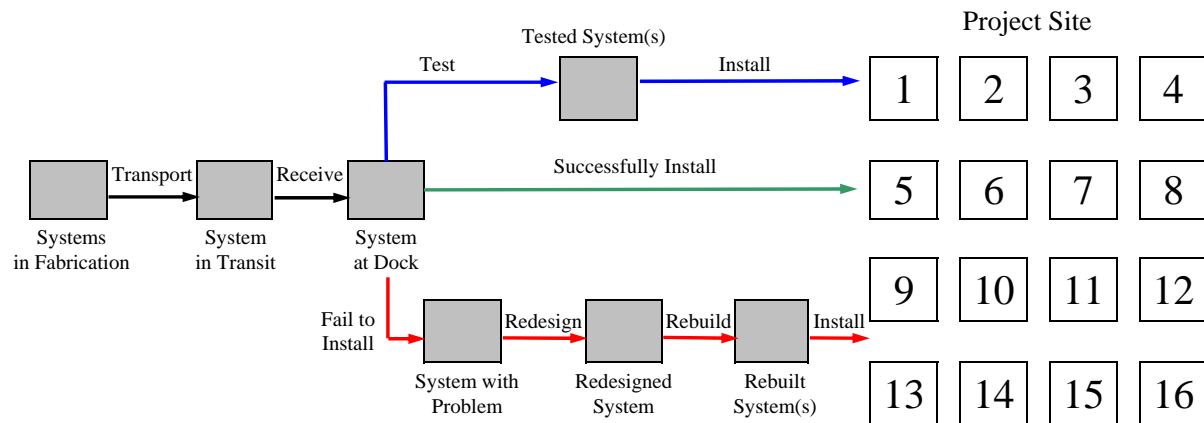 Project Site
Tested System(s)
Test
Install
1 2 3 4
Transport
Receive
Successfully Install
5 6 7 8
Systems
in Fabrication
System
in Transit
System
at Dock
9 10 11 12
Fail to
Install
Redesign
Rebuild
Install
System with
Problem
Redesigned
System
Rebuilt
System(s)
13 14 15 16